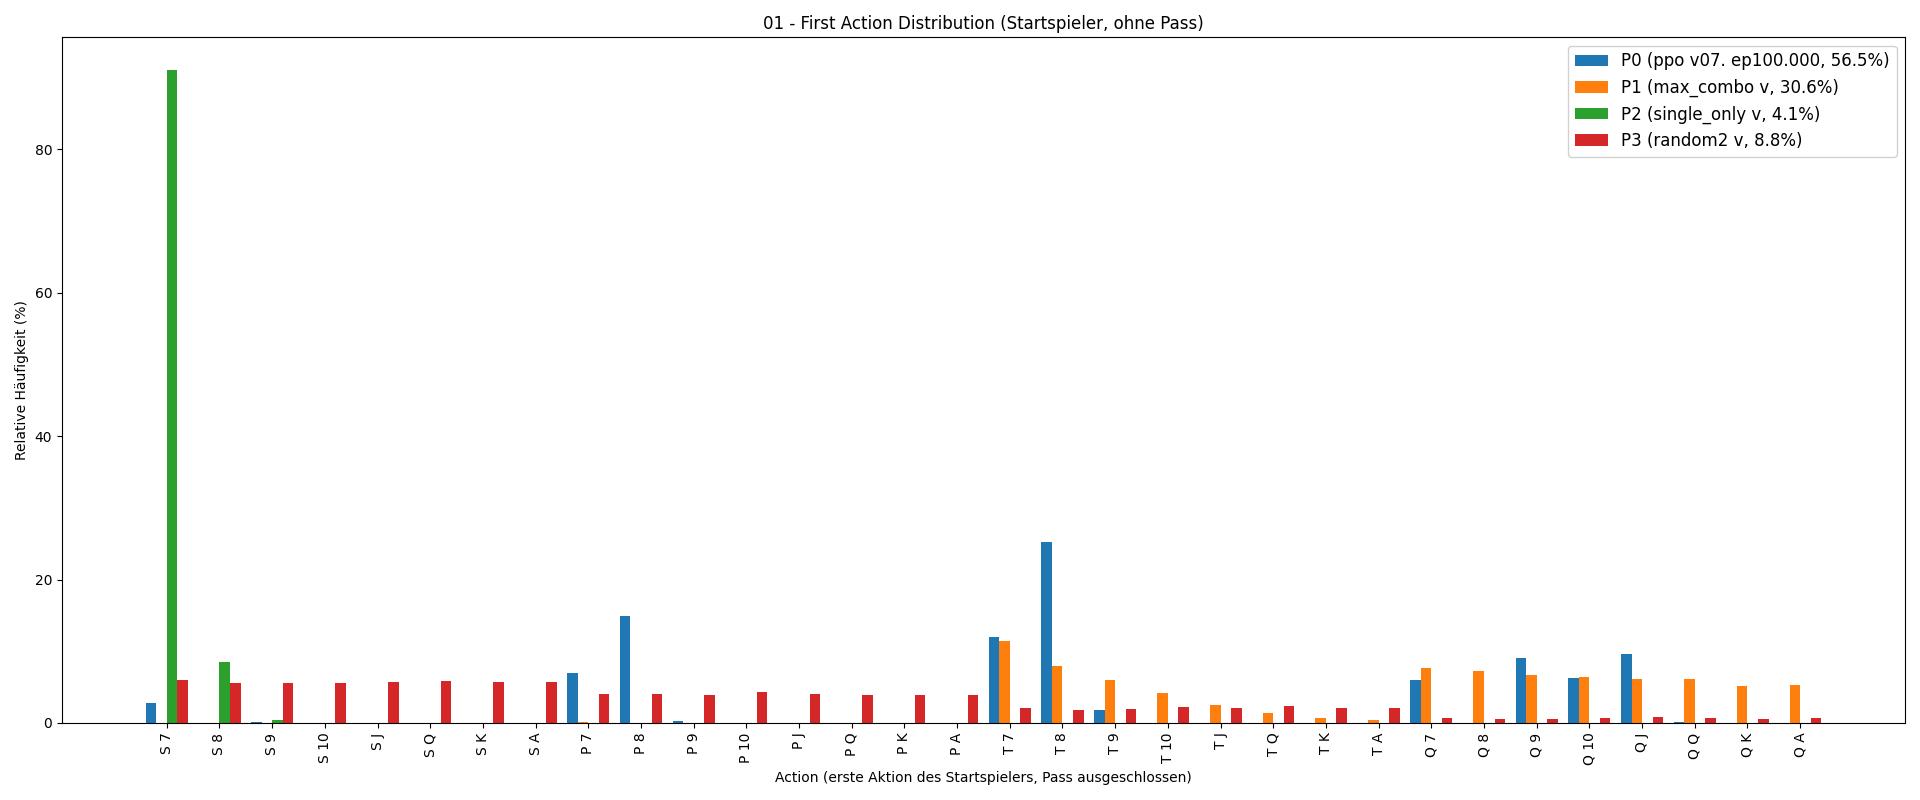 01 - First Action Distribution (Startspieler, ohne Pass)
P0 (ppo v07. ep100.000, 56.5%)
P1 (max_combo v, 30.6%)
P2 (single_only v, 4.1%)
P3 (random2 v, 8.8%)
Relative Häufigkeit (%)
80
60
40
20
0
S 7
S 8
S 9
S 10
S J
S Q
S K
S A
P 7
P 8
P 9
P 10
P J
P Q
P K
P A
T 7
T 8
T 9
T 10
T J
T Q
T K
T A
Q 7
Q 8
Q 9
Q 10
Q J
Q Q
Q K
Q A
Action (erste Aktion des Startspielers, Pass ausgeschlossen)